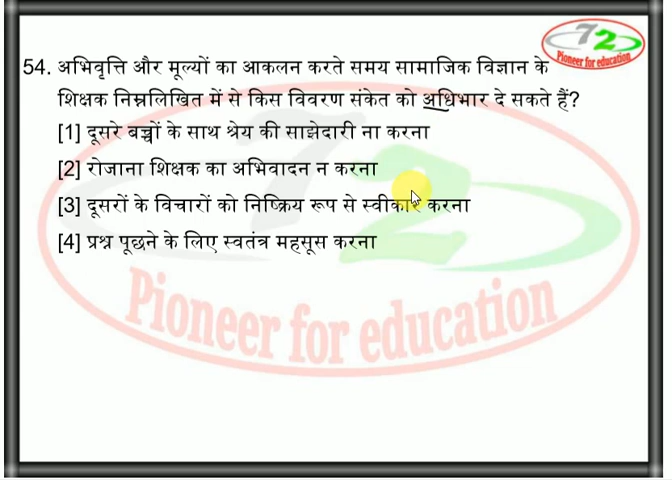 72
Pioneer for education
54. अभिवृत्ति और मूल्यों का आकलन करते समय सामाजिक विज्ञान के
शिक्षक निम्नलिखित में से किस विवरण संकेत को अधिभार दे सकते हैं?
[1] दूसरे बच्चों के साथ श्रेय की साझेदारी ना करना
[2] रोजाना शिक्षक का अभिवादन न करना
[3] दूसरों के विचारों को निष्क्रिय रूप से स्वीकार करना
[4] प्रश्न पूछने के लिए स्वतंत्र महसूस करना
72
Pioneer for education